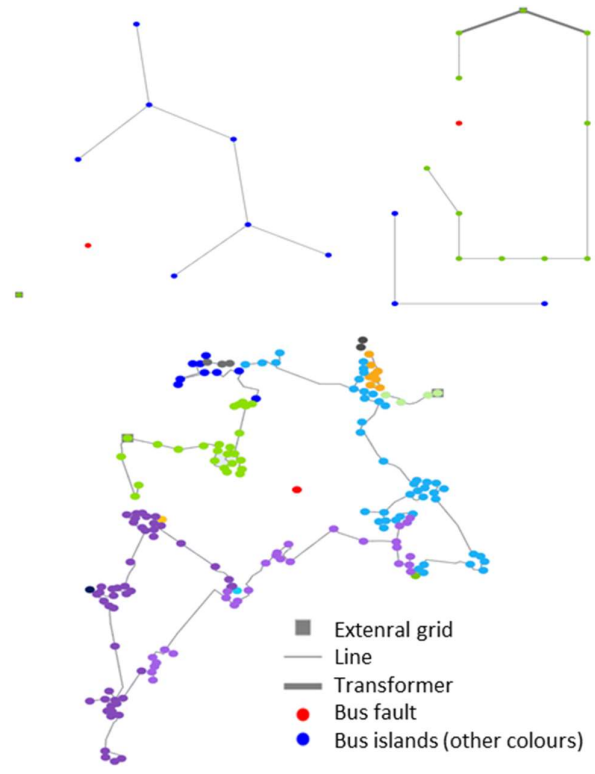 Extenral grid
Line
Transformer
Bus fault
Bus islands (other colours)